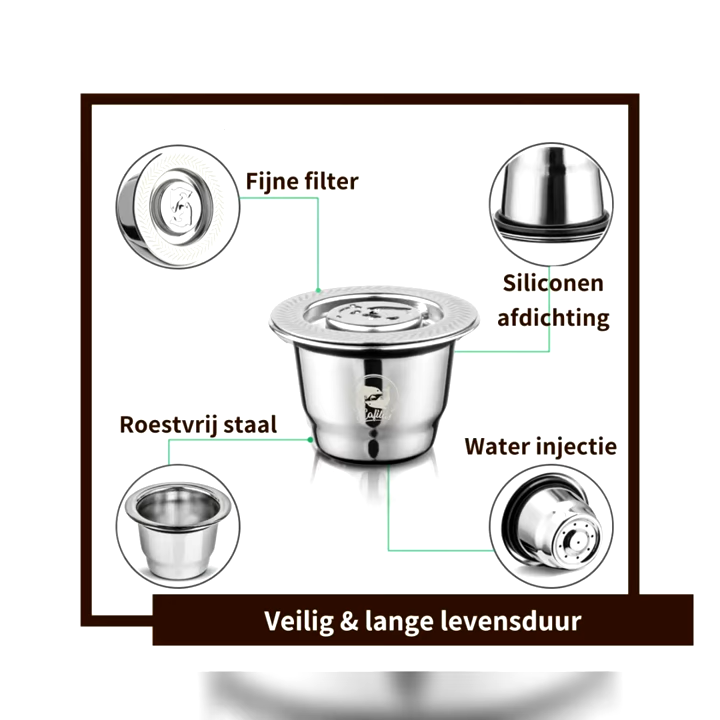 Fijne filter
Siliconen
afdichting
Roestvrij staal
Water injectie
Veilig & lange levensduur